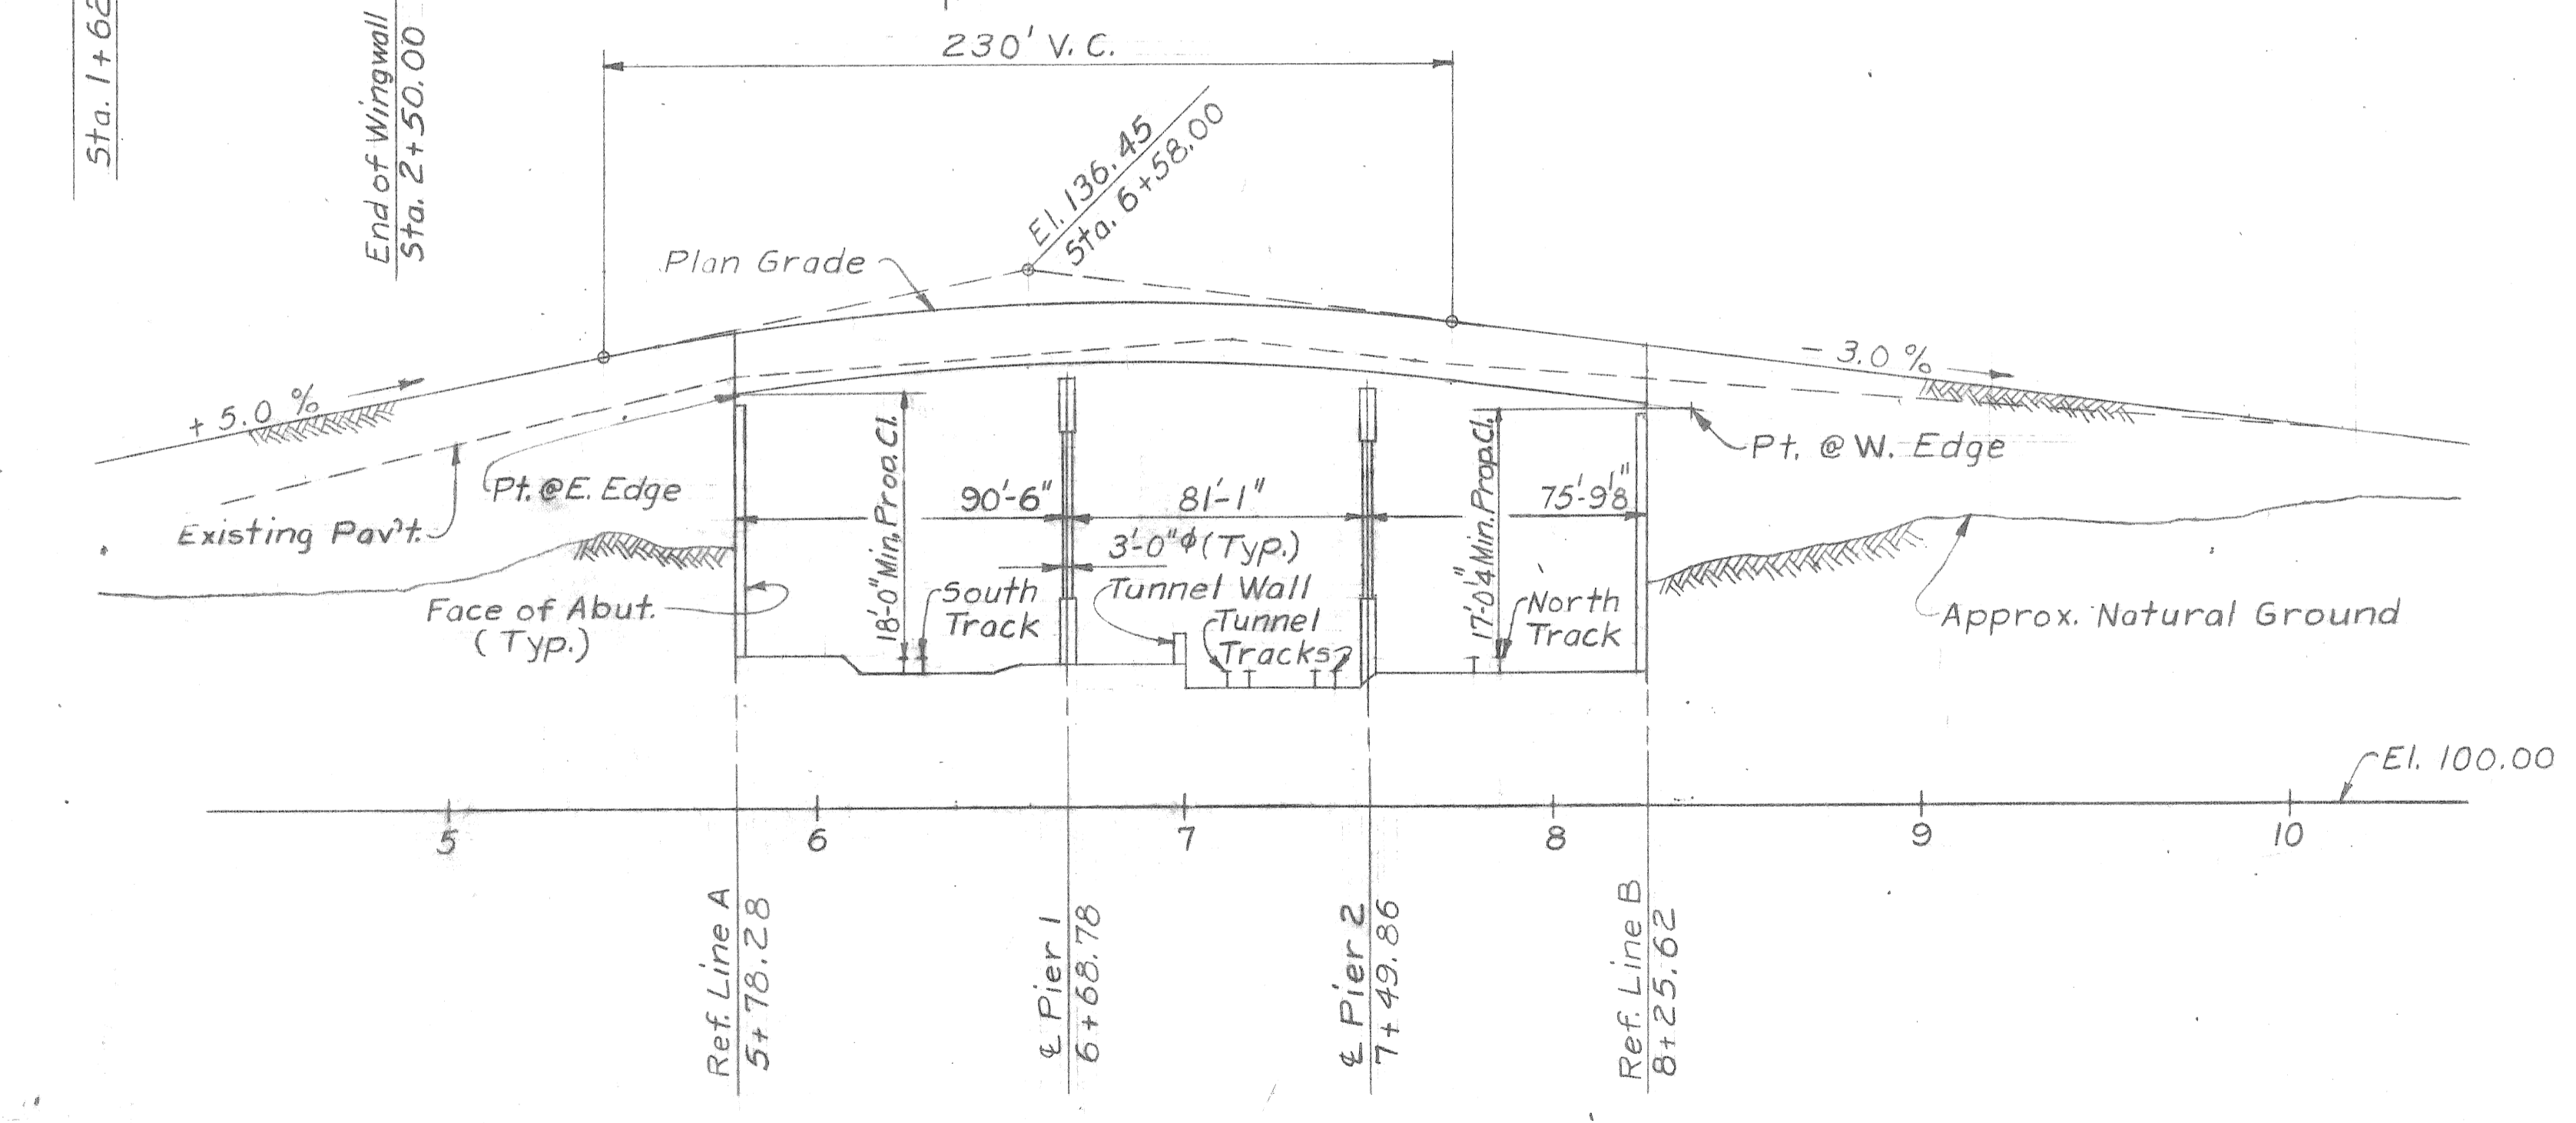 Sta. 1+62
End of Wingwall
Sta. 2+50.00
230' V.C.
El. 136.45
Sta. 6+58.00
Plan Grade
+5.0 %
- 3.0 %
Pt. @ E. Edge
Pt. @ W. Edge
Existing Pav't.
18'-0" Min. Prop. Cl.
90'-6"
81'-1"
17'-0¼" Min. Prop. Cl.
75'-9⅛"
3'-0" ϕ (Typ.)
Face of Abut.
(Typ.)
South
Track
Tunnel Wall
Tunnel
Tracks
North
Track
Approx. Natural Ground
El. 100.00
5
6
7
8
9
10
Ref. Line A
5+78.28
℄ Pier 1
6+68.78
℄ Pier 2
7+49.86
Ref. Line B
8+25.62